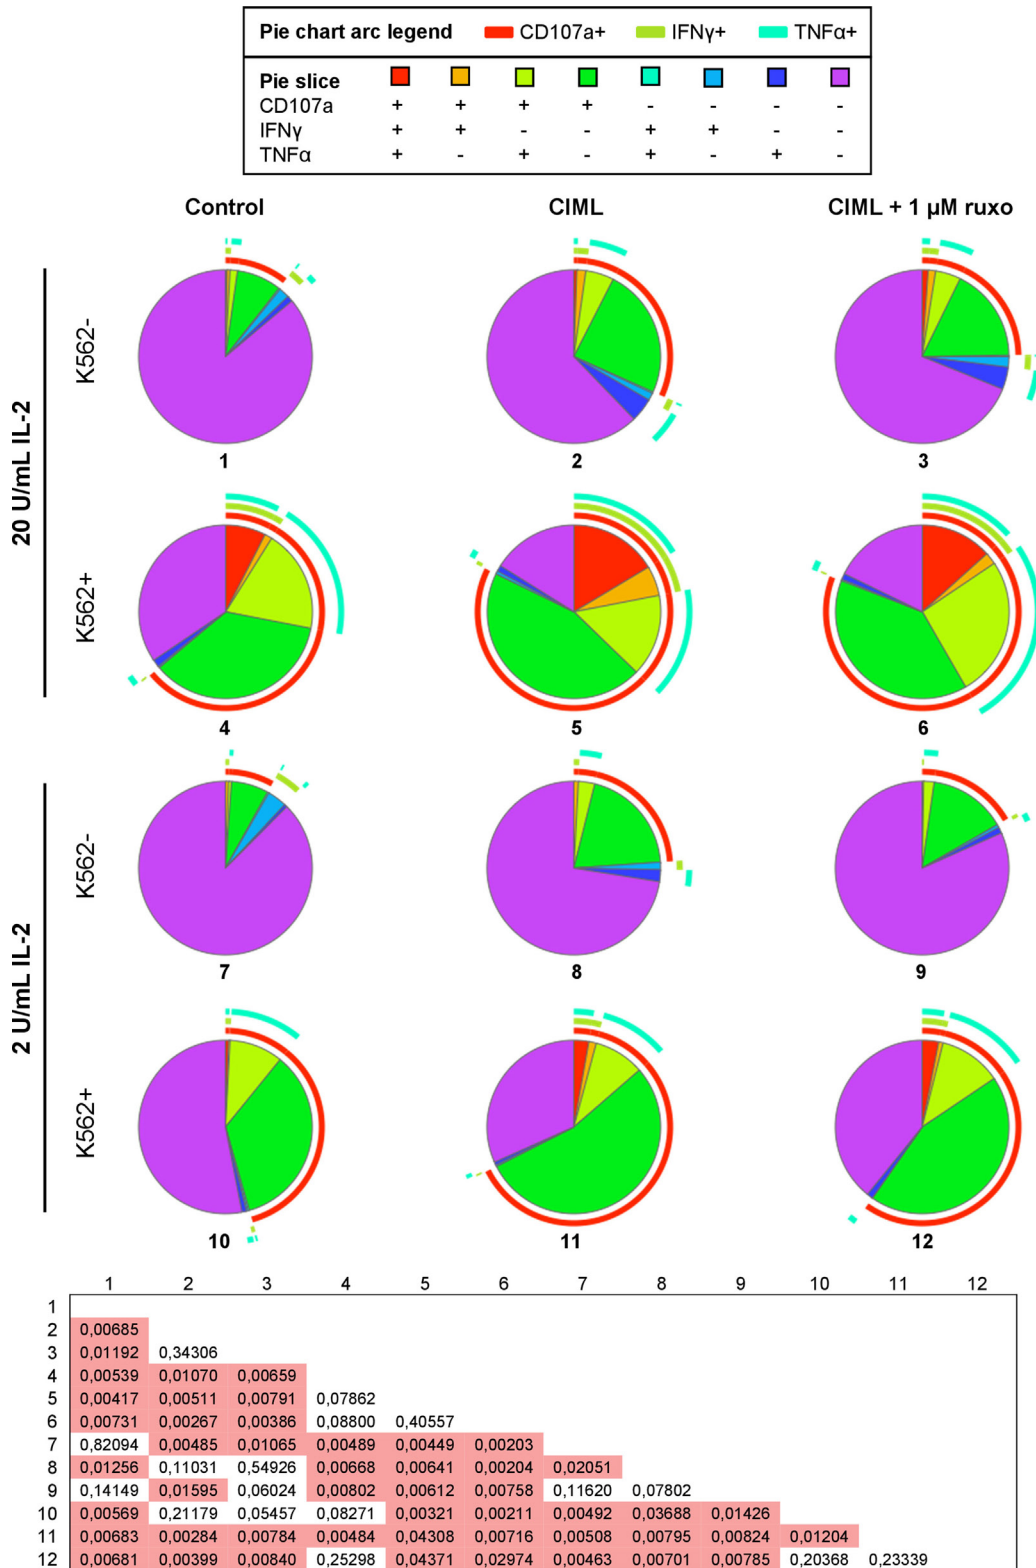 Pie chart arc legend CD107a+ IFNγ+ TNFα+
Pie slice
CD107a + + + + - - - -
IFNγ + + - - + + - -
TNFα + - + - + - + -
Control CIML CIML + 1 µM ruxo
20 U/mL IL-2
K562-
1 2 3
K562+
4 5 6
2 U/mL IL-2
K562-
7 8 9
K562+
10 11 12
1 2 3 4 5 6 7 8 9 10 11 12
1
2 0,00685
3 0,01192 0,34306
4 0,00539 0,01070 0,00659
5 0,00417 0,00511 0,00791 0,07862
6 0,00731 0,00267 0,00386 0,08800 0,40557
7 0,82094 0,00485 0,01065 0,00489 0,00449 0,00203
8 0,01256 0,11031 0,54926 0,00668 0,00641 0,00204 0,02051
9 0,14149 0,01595 0,06024 0,00802 0,00612 0,00758 0,11620 0,07802
10 0,00569 0,21179 0,05457 0,08271 0,00321 0,00211 0,00492 0,03688 0,01426
11 0,00683 0,00284 0,00784 0,00484 0,04308 0,00716 0,00508 0,00795 0,00824 0,01204
12 0,00681 0,00399 0,00840 0,25298 0,04371 0,02974 0,00463 0,00701 0,00785 0,20368 0,23339